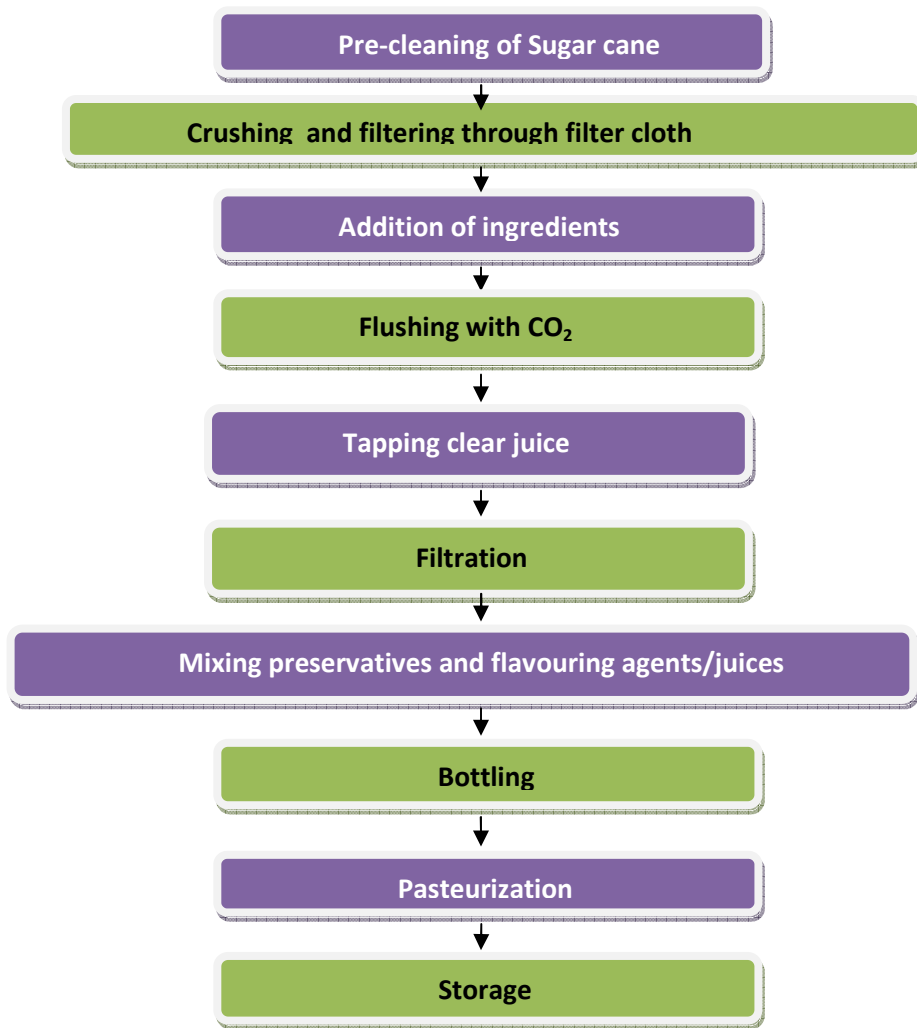 Pre-cleaning of Sugar cane
Crushing and filtering through filter cloth
Addition of ingredients
Flushing with CO₂
Tapping clear juice
Filtration
Mixing preservatives and flavouring agents/juices
Bottling
Pasteurization
Storage